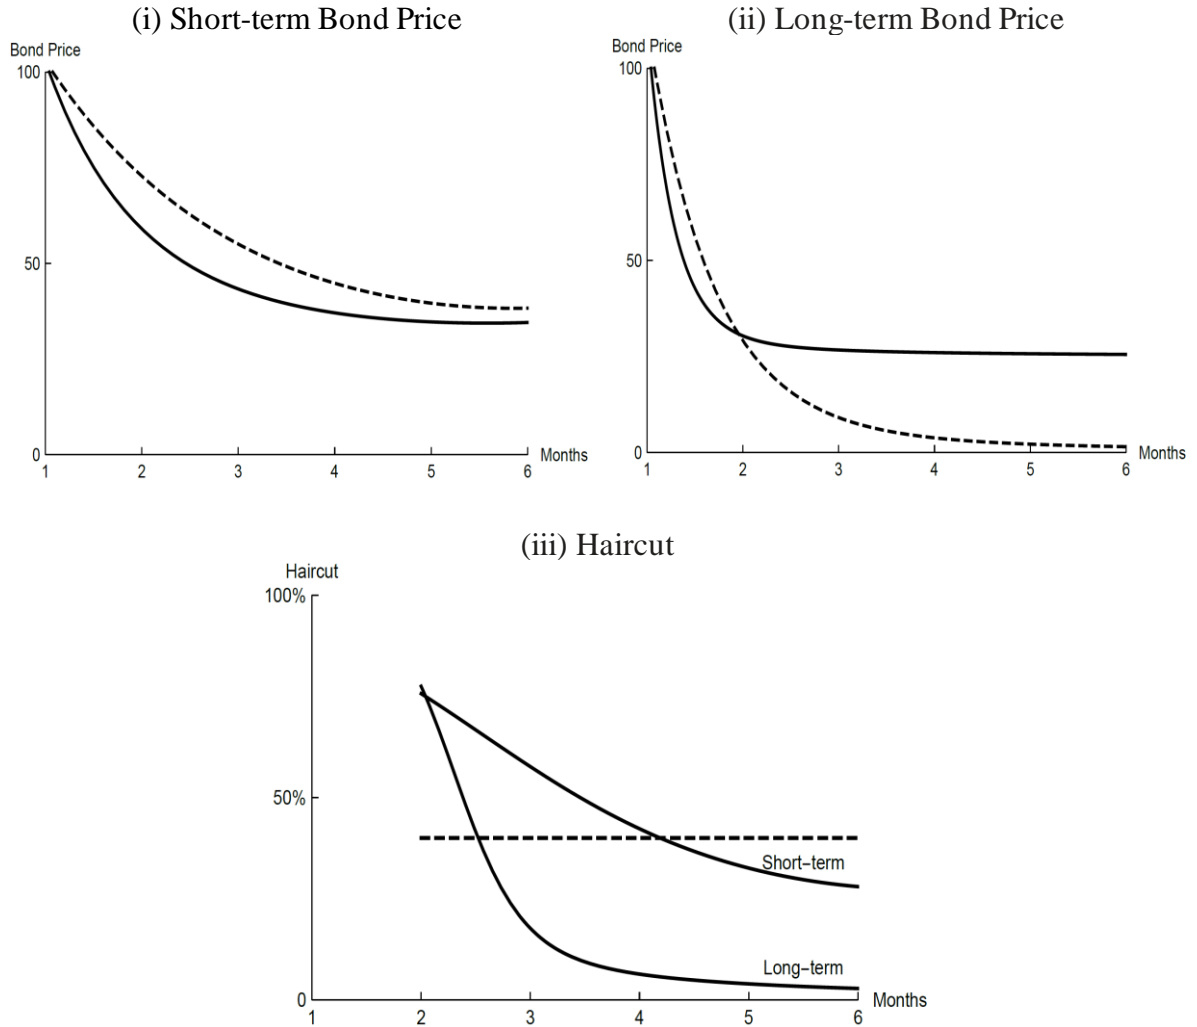 (i) Short-term Bond Price
Bond Price
100
50
0
1 2 3 4 5 6
Months
(ii) Long-term Bond Price
Bond Price
100
50
0
1 2 3 4 5 6
Months
(iii) Haircut
Haircut
100%
50%
Short-term
Long-term
0
1 2 3 4 5 6
Months